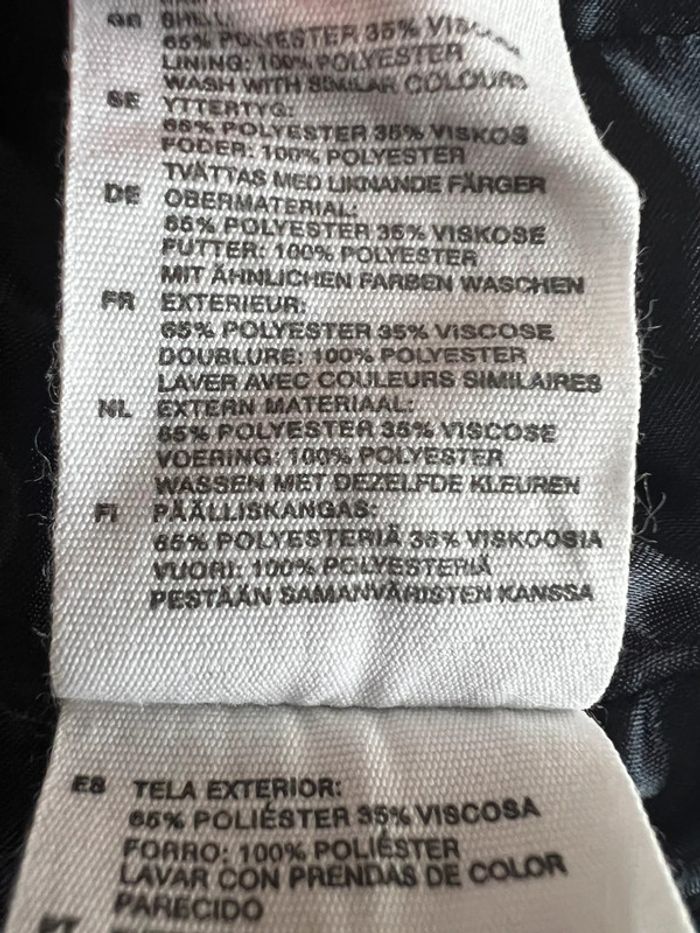 GB SHELL:
65% POLYESTER 35% VISCOSE
LINING: 100% POLYESTER
WASH WITH SIMILAR COLOURS
SE YTTERTYG:
65% POLYESTER 35% VISKOS
FODER: 100% POLYESTER
TVÄTTAS MED LIKNANDE FÄRGER
DE OBERMATERIAL:
65% POLYESTER 35% VISKOSE
FUTTER: 100% POLYESTER
MIT ÄHNLICHEN FARBEN WASCHEN
FR EXTERIEUR:
65% POLYESTER 35% VISCOSE
DOUBLURE: 100% POLYESTER
LAVER AVEC COULEURS SIMILAIRES
NL EXTERN MATERIAAL:
65% POLYESTER 35% VISCOSE
VOERING: 100% POLYESTER
WASSEN MET DEZELFDE KLEUREN
FI PÄÄLLISKANGAS:
65% POLYESTERIÄ 35% VISKOOSIA
VUORI: 100% POLYESTERIÄ
PESTÄÄN SAMANVÄRISTEN KANSSA
ES TELA EXTERIOR:
65% POLIÉSTER 35% VISCOSA
FORRO: 100% POLIÉSTER
LAVAR CON PRENDAS DE COLOR
PARECIDO
PT